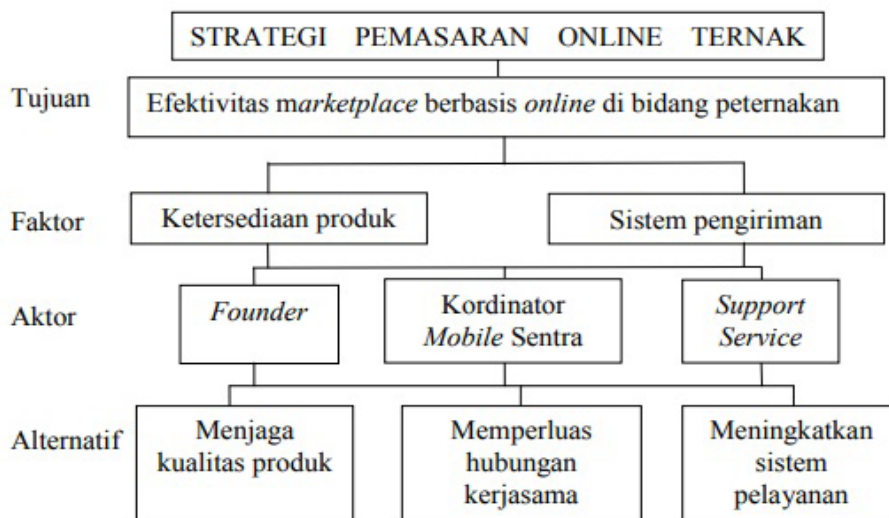 STRATEGI PEMASARAN ONLINE TERNAK
Tujuan
Efektivitas marketplace berbasis online di bidang peternakan
Faktor
Ketersediaan produk
Sistem pengiriman
Aktor
Founder
Kordinator
Mobile Sentra
Support
Service
Alternatif
Menjaga
kualitas produk
Memperluas
hubungan
kerjasama
Meningkatkan
sistem
pelayanan